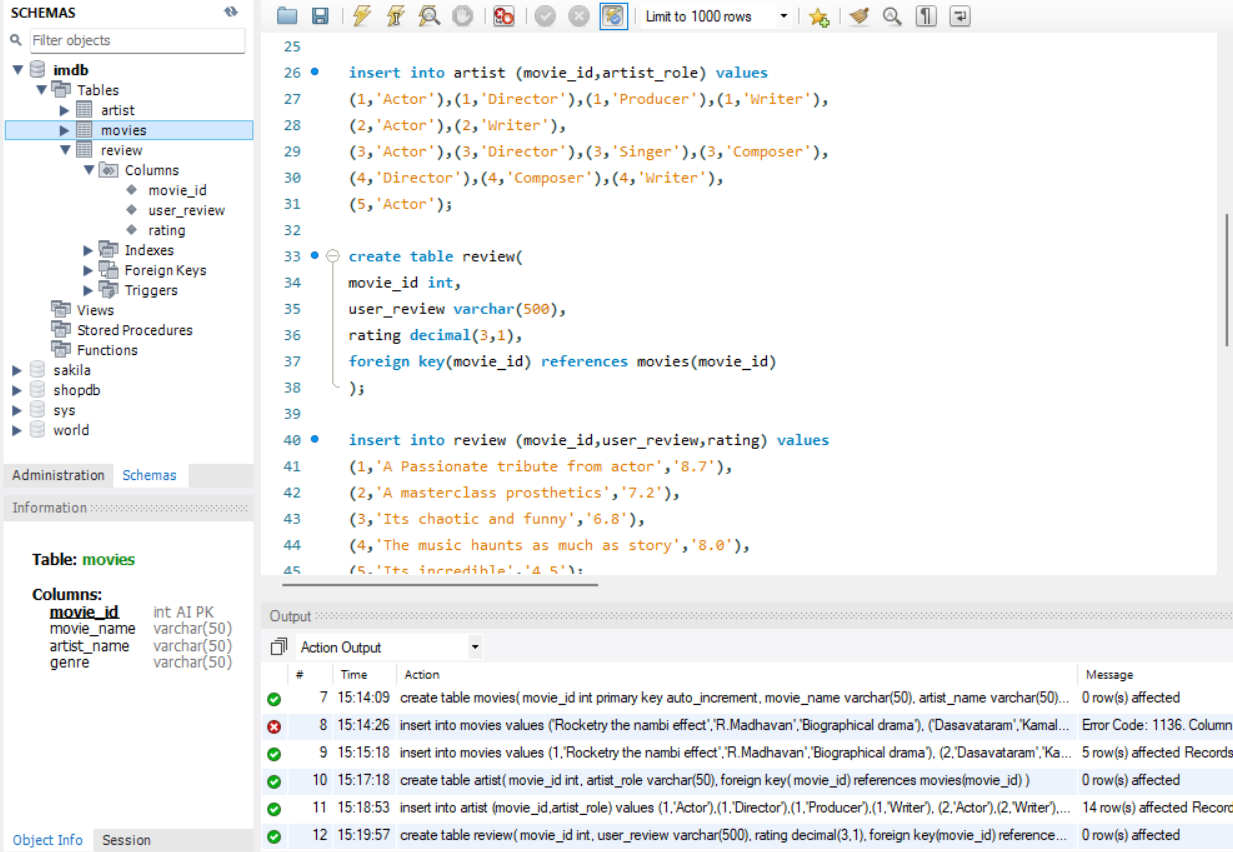 SCHEMAS
Filter objects
imdb
Tables
artist
movies
review
Columns
movie_id
user_review
rating
Indexes
Foreign Keys
Triggers
Views
Stored Procedures
Functions
sakila
shopdb
sys
world
Administration Schemas
Information
Table: movies
Columns:
movie_id int AI PK
movie_name varchar(50)
artist_name varchar(50)
genre varchar(50)
Object Info Session
Limit to 1000 rows
25
26 insert into artist (movie_id,artist_role) values
27 (1,'Actor'),(1,'Director'),(1,'Producer'),(1,'Writer'),
28 (2,'Actor'),(2,'Writer'),
29 (3,'Actor'),(3,'Director'),(3,'Singer'),(3,'Composer'),
30 (4,'Director'),(4,'Composer'),(4,'Writer'),
31 (5,'Actor');
32
33 create table review(
34 movie_id int,
35 user_review varchar(500),
36 rating decimal(3,1),
37 foreign key(movie_id) references movies(movie_id)
38 );
39
40 insert into review (movie_id,user_review,rating) values
41 (1,'A Passionate tribute from actor','8.7'),
42 (2,'A masterclass prosthetics','7.2'),
43 (3,'Its chaotic and funny','6.8'),
44 (4,'The music haunts as much as story','8.0'),
45 (5,'Its incredible','4.5');
Output
Action Output
# Time Action Message
7 15:14:09 create table movies( movie_id int primary key auto_increment, movie_name varchar(50), artist_name varchar(50)... 0 row(s) affected
8 15:14:26 insert into movies values ('Rocketry the nambi effect','R.Madhavan','Biographical drama'), ('Dasavataram','Kamal... Error Code: 1136. Column
9 15:15:18 insert into movies values (1,'Rocketry the nambi effect','R.Madhavan','Biographical drama'), (2,'Dasavataram','Ka... 5 row(s) affected Records
10 15:17:18 create table artist( movie_id int, artist_role varchar(50), foreign key( movie_id) references movies(movie_id) ) 0 row(s) affected
11 15:18:53 insert into artist (movie_id,artist_role) values (1,'Actor'),(1,'Director'),(1,'Producer'),(1,'Writer'), (2,'Actor'),(2,'Writer'),... 14 row(s) affected Record
12 15:19:57 create table review( movie_id int, user_review varchar(500), rating decimal(3,1), foreign key(movie_id) reference... 0 row(s) affected